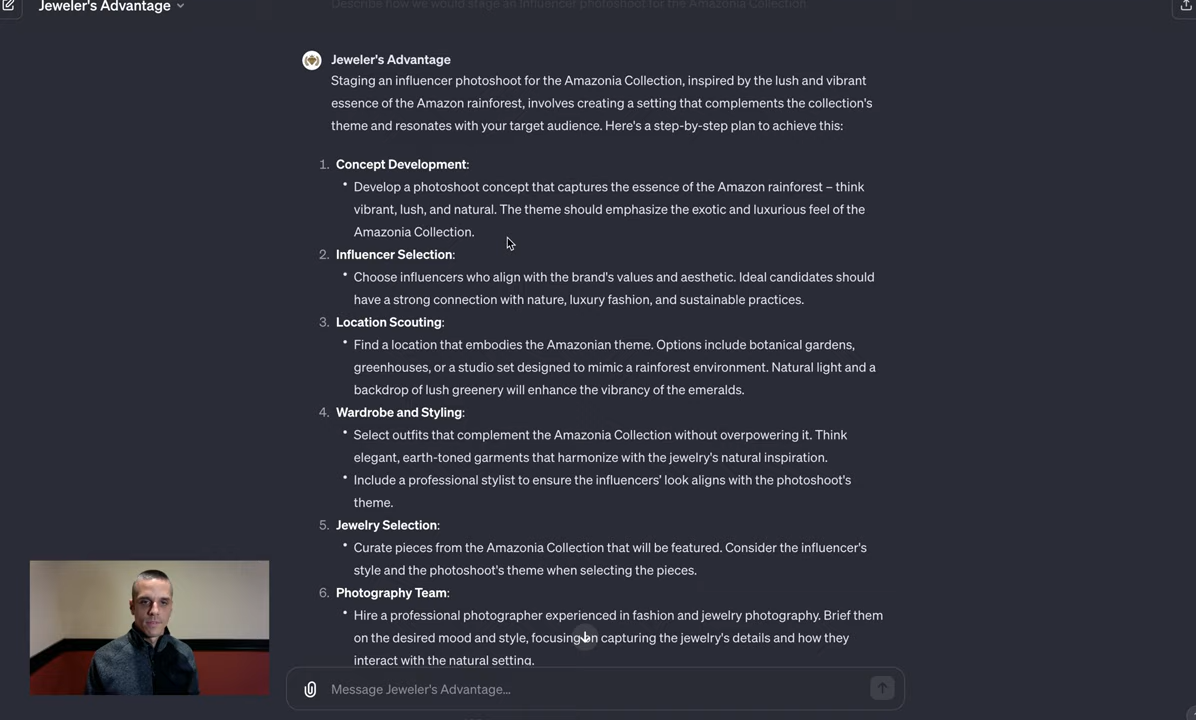 Jeweler's Advantage
Describe how we would stage an influencer photoshoot for the Amazonia Collection.
Jeweler's Advantage
Staging an influencer photoshoot for the Amazonia Collection, inspired by the lush and vibrant
essence of the Amazon rainforest, involves creating a setting that complements the collection's
theme and resonates with your target audience. Here's a step-by-step plan to achieve this:
1. Concept Development:
• Develop a photoshoot concept that captures the essence of the Amazon rainforest – think
vibrant, lush, and natural. The theme should emphasize the exotic and luxurious feel of the
Amazonia Collection.
2. Influencer Selection:
• Choose influencers who align with the brand's values and aesthetic. Ideal candidates should
have a strong connection with nature, luxury fashion, and sustainable practices.
3. Location Scouting:
• Find a location that embodies the Amazonian theme. Options include botanical gardens,
greenhouses, or a studio set designed to mimic a rainforest environment. Natural light and a
backdrop of lush greenery will enhance the vibrancy of the emeralds.
4. Wardrobe and Styling:
• Select outfits that complement the Amazonia Collection without overpowering it. Think
elegant, earth-toned garments that harmonize with the jewelry's natural inspiration.
• Include a professional stylist to ensure the influencers' look aligns with the photoshoot's
theme.
5. Jewelry Selection:
• Curate pieces from the Amazonia Collection that will be featured. Consider the influencer's
style and the photoshoot's theme when selecting the pieces.
6. Photography Team:
• Hire a professional photographer experienced in fashion and jewelry photography. Brief them
on the desired mood and style, focusing on capturing the jewelry's details and how they
interact with the natural setting.
Message Jeweler's Advantage...